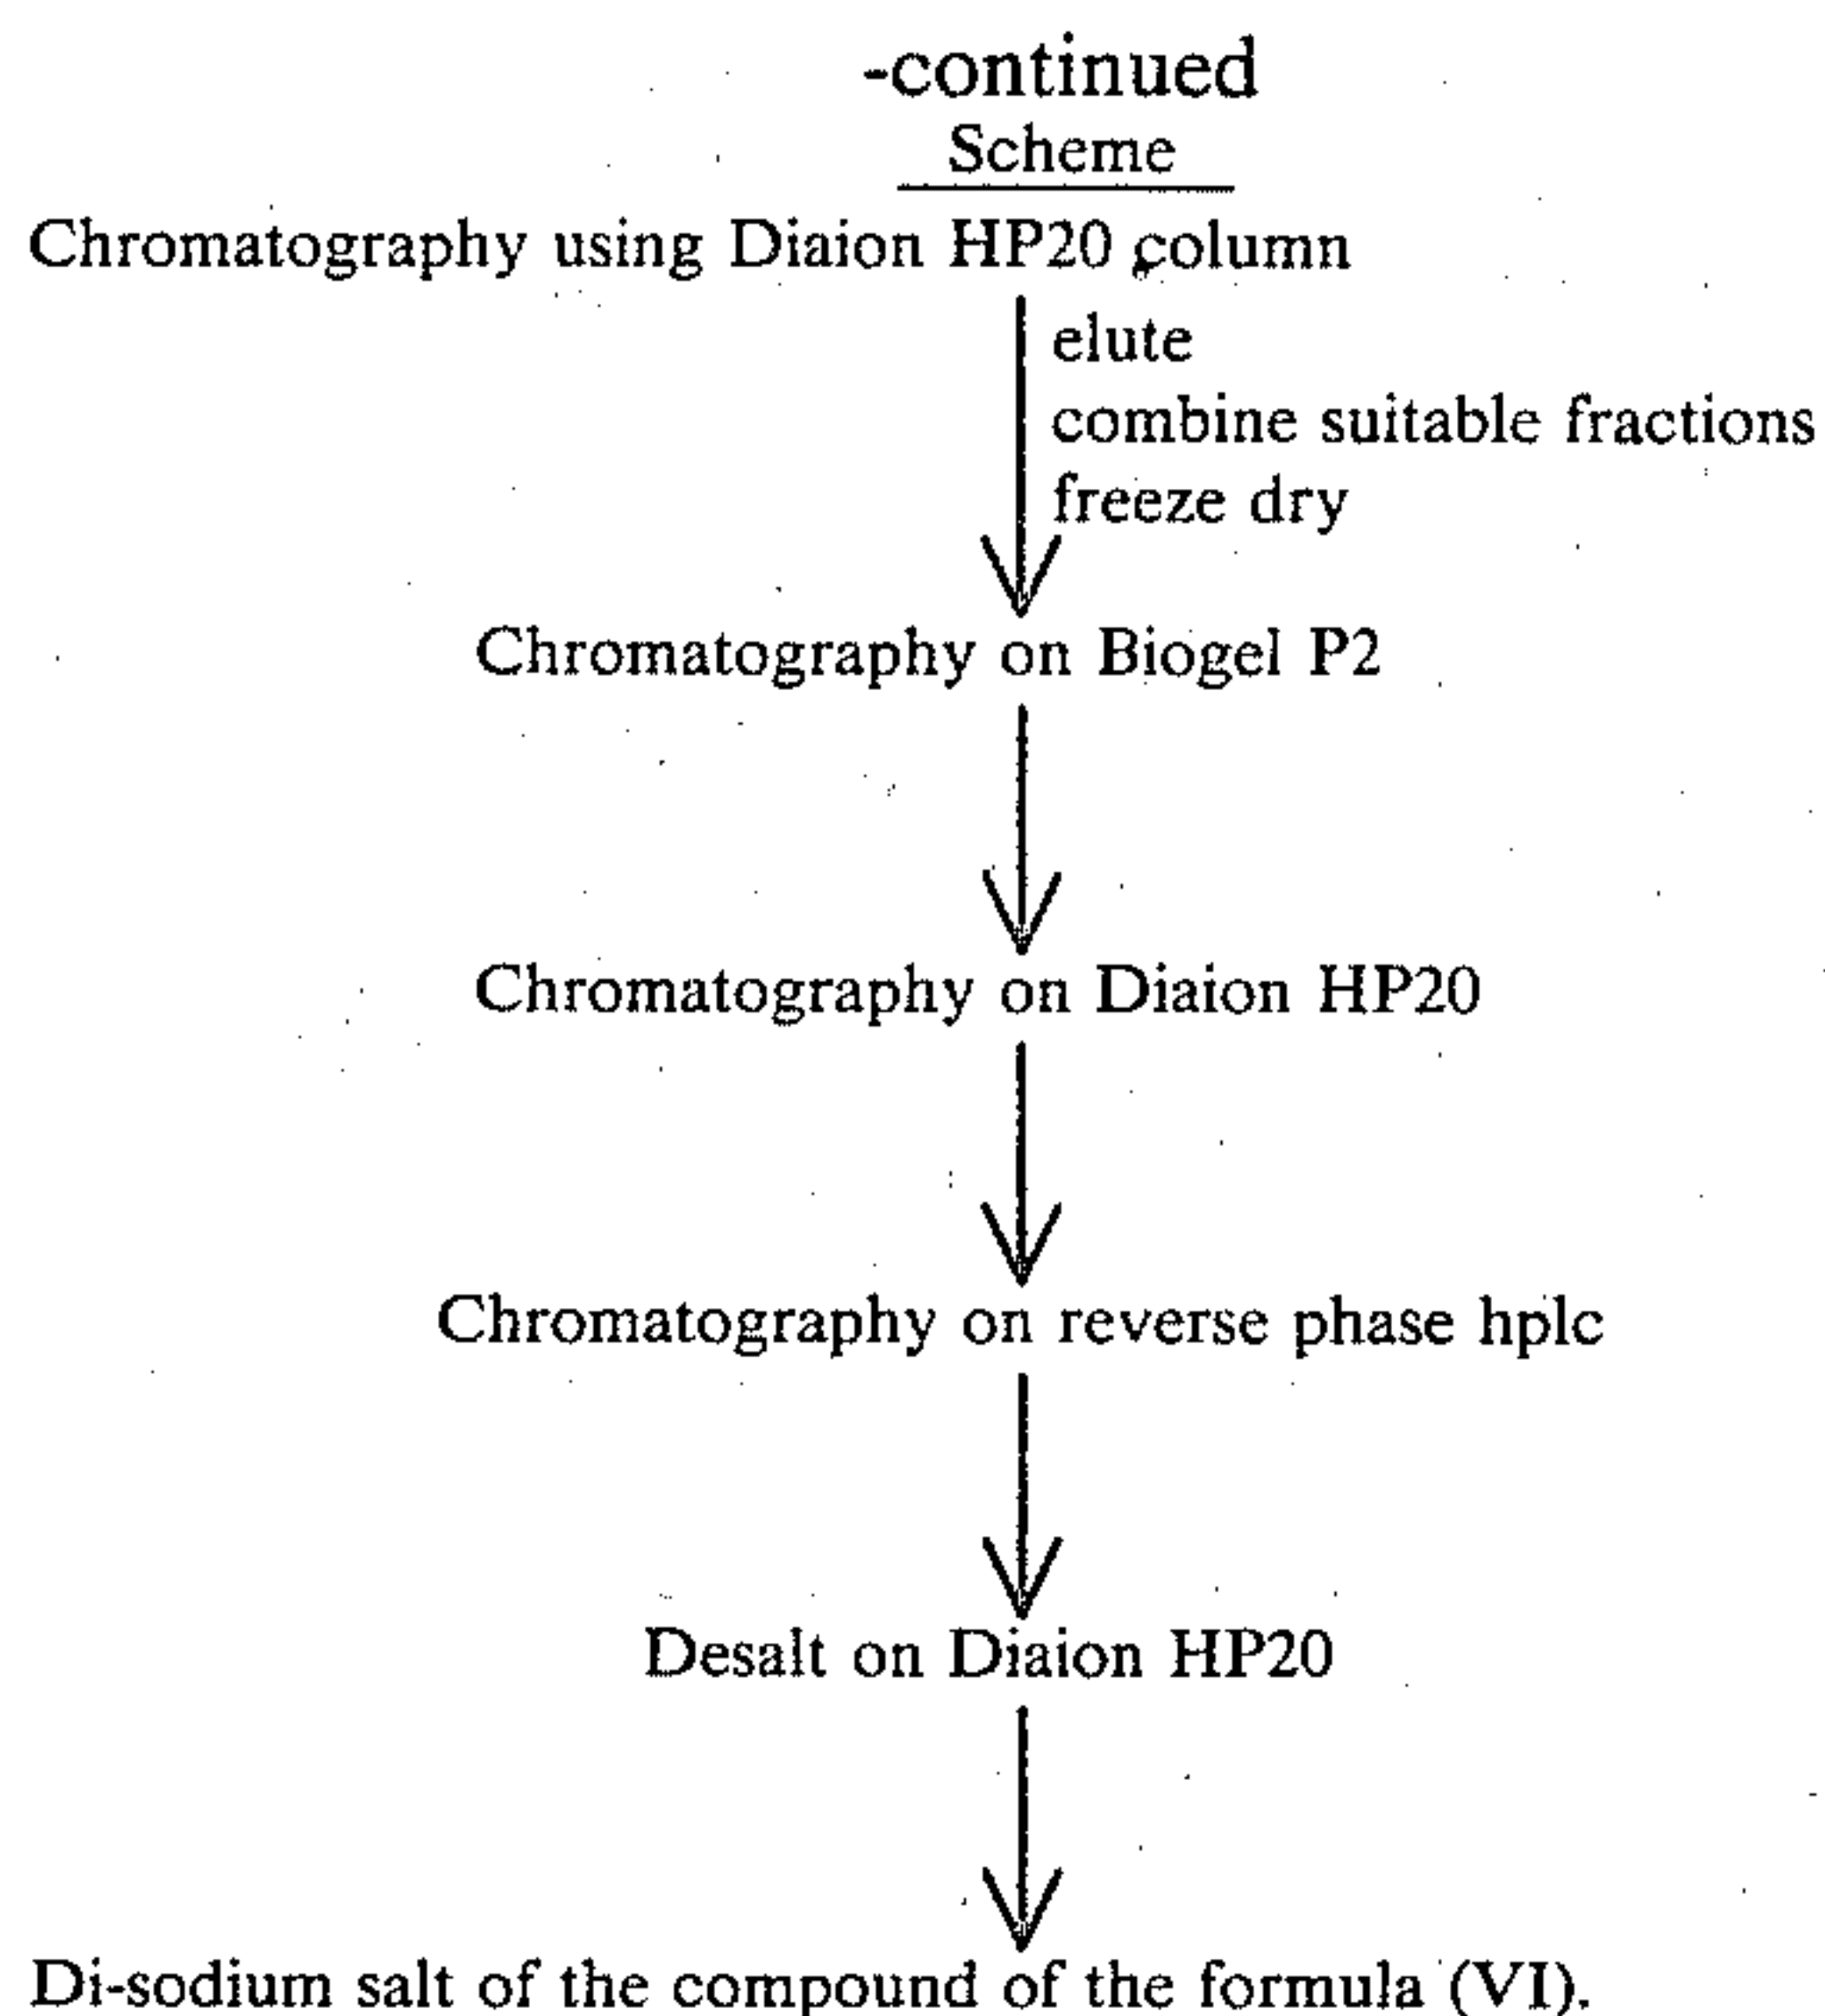 -continued
Scheme
Chromatography using Diaion HP20 column
elute
combine suitable fractions
freeze dry
Chromatography on Biogel P2
Chromatography on Diaion HP20
Chromatography on reverse phase hplc
Desalt on Diaion HP20
Di-sodium salt of the compound of the formula (VI).